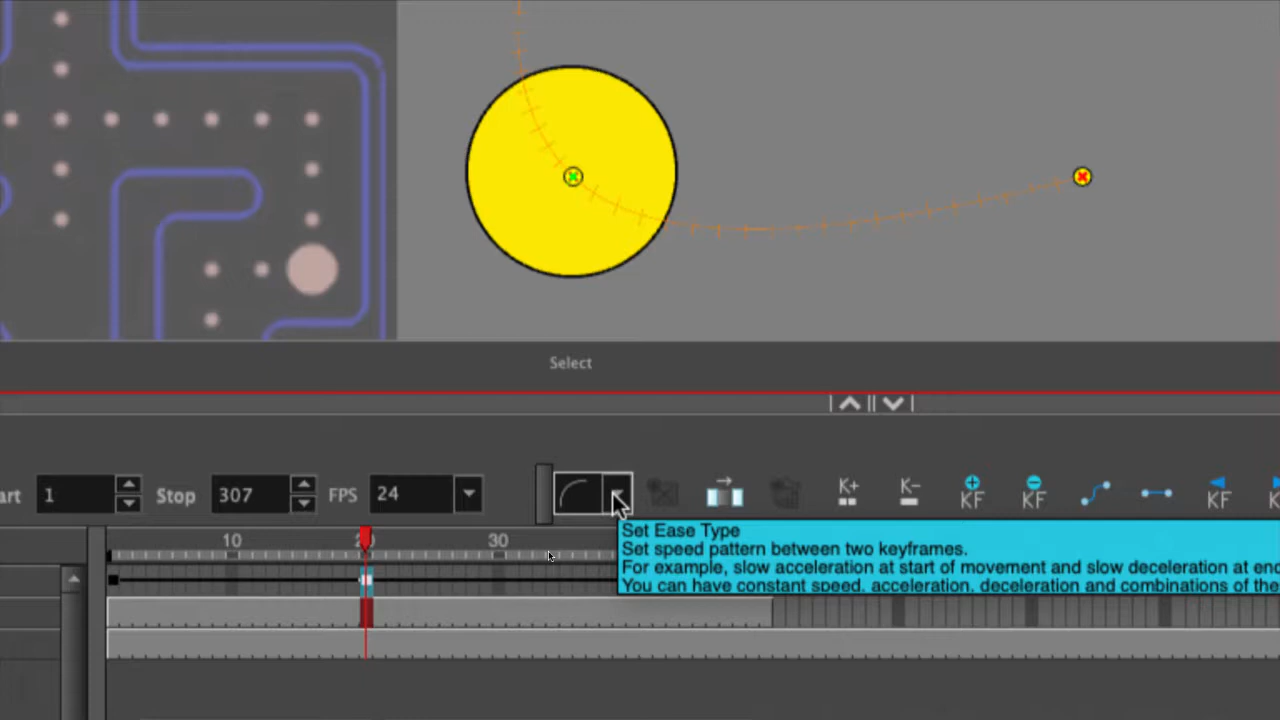 Select
art 1 Stop 307 FPS 24
K+ K- KF KF KF K
Set Ease Type
Set speed pattern between two keyframes.
For example, slow acceleration at start of movement and slow deceleration at end
You can have constant speed, acceleration, deceleration and combinations of the
10 20 30